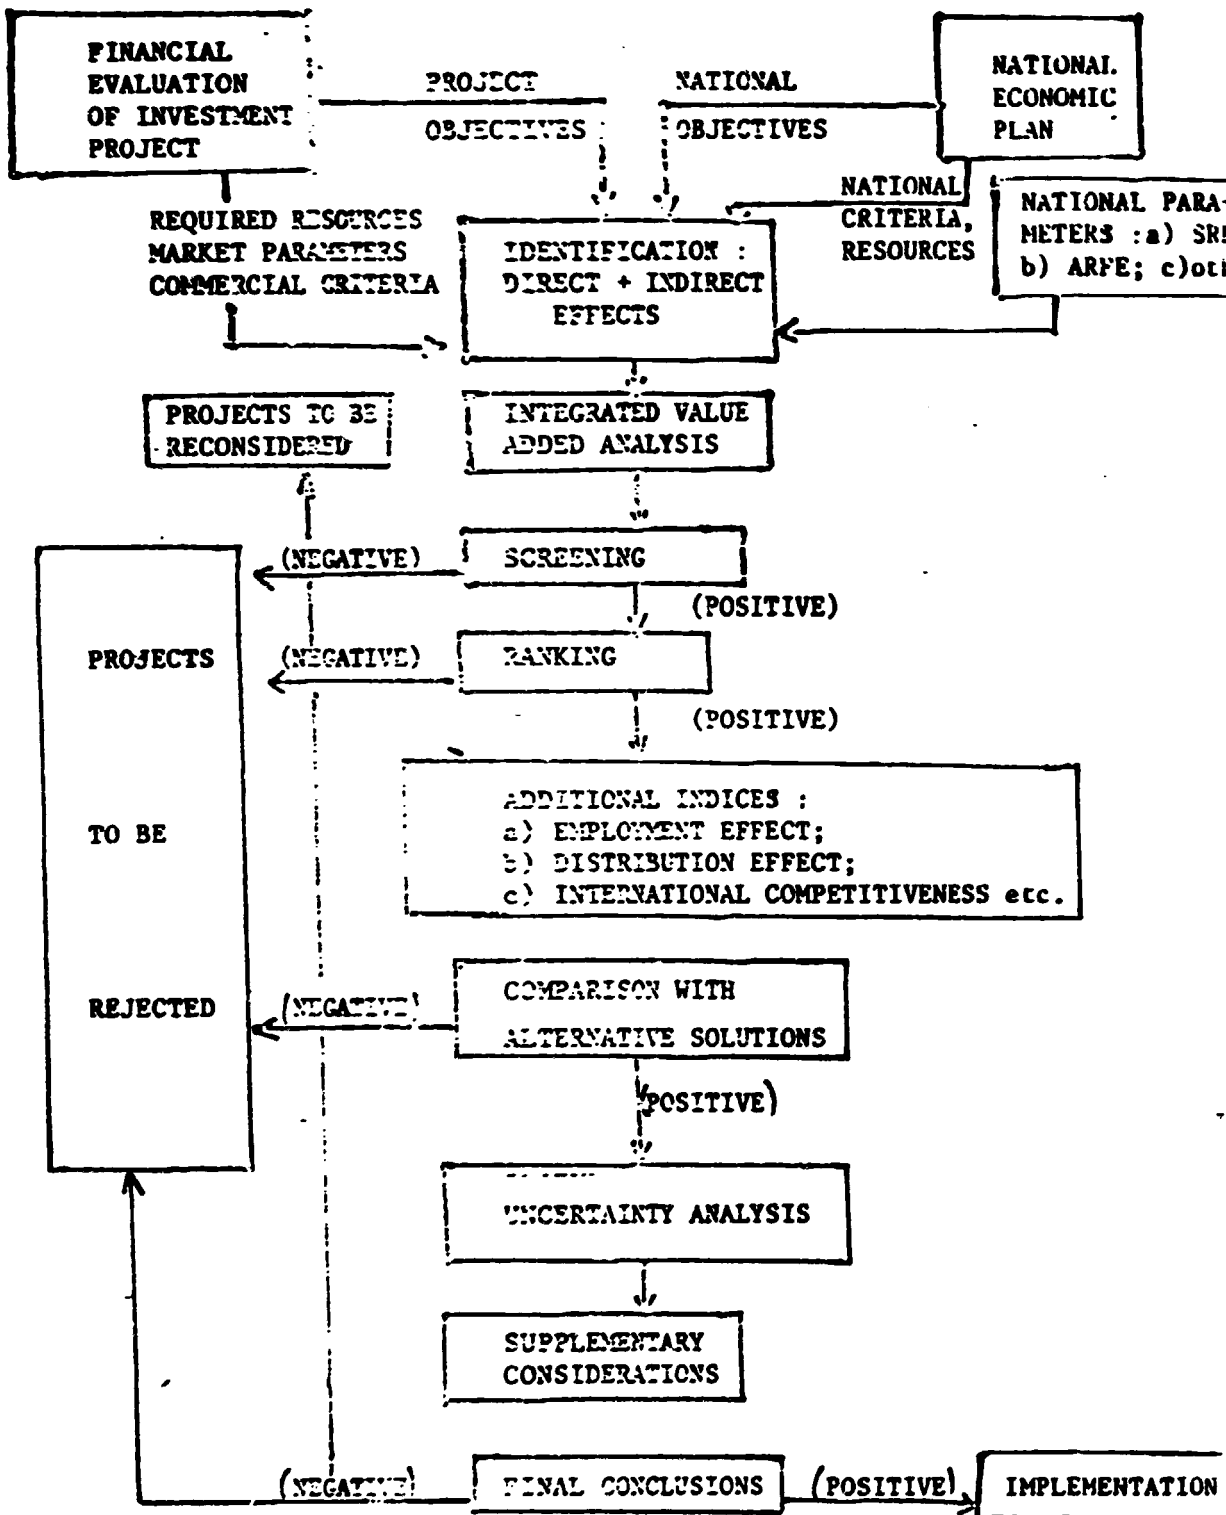 FINANCIAL
EVALUATION
OF INVESTMENT
PROJECT
PROJECT
OBJECTIVES
NATIONAL
OBJECTIVES
NATIONAL
ECONOMIC
PLAN
REQUIRED RESOURCES
MARKET PARAMETERS
COMMERCIAL CRITERIA
NATIONAL
CRITERIA,
RESOURCES
NATIONAL PARA-
METERS :a)
b) c)
IDENTIFICATION :
DIRECT + INDIRECT
EFFECTS
PROJECTS TO BE
RECONSIDERED
INTEGRATED VALUE
ADDED ANALYSIS
(NEGATIVE)
SCREENING
(POSITIVE)
(NEGATIVE)
RANKING
(POSITIVE)
PROJECTS
TO BE
REJECTED
ADDITIONAL INDICES :
a) EMPLOYMENT EFFECT;
b) DISTRIBUTION EFFECT;
c) INTERNATIONAL COMPETITIVENESS etc.
(NEGATIVE)
COMPARISON WITH
ALTERNATIVE SOLUTIONS
(POSITIVE)
UNCERTAINTY ANALYSIS
SUPPLEMENTARY
CONSIDERATIONS
(NEGATIVE)
FINAL CONCLUSIONS
(POSITIVE)
IMPLEMENTATION